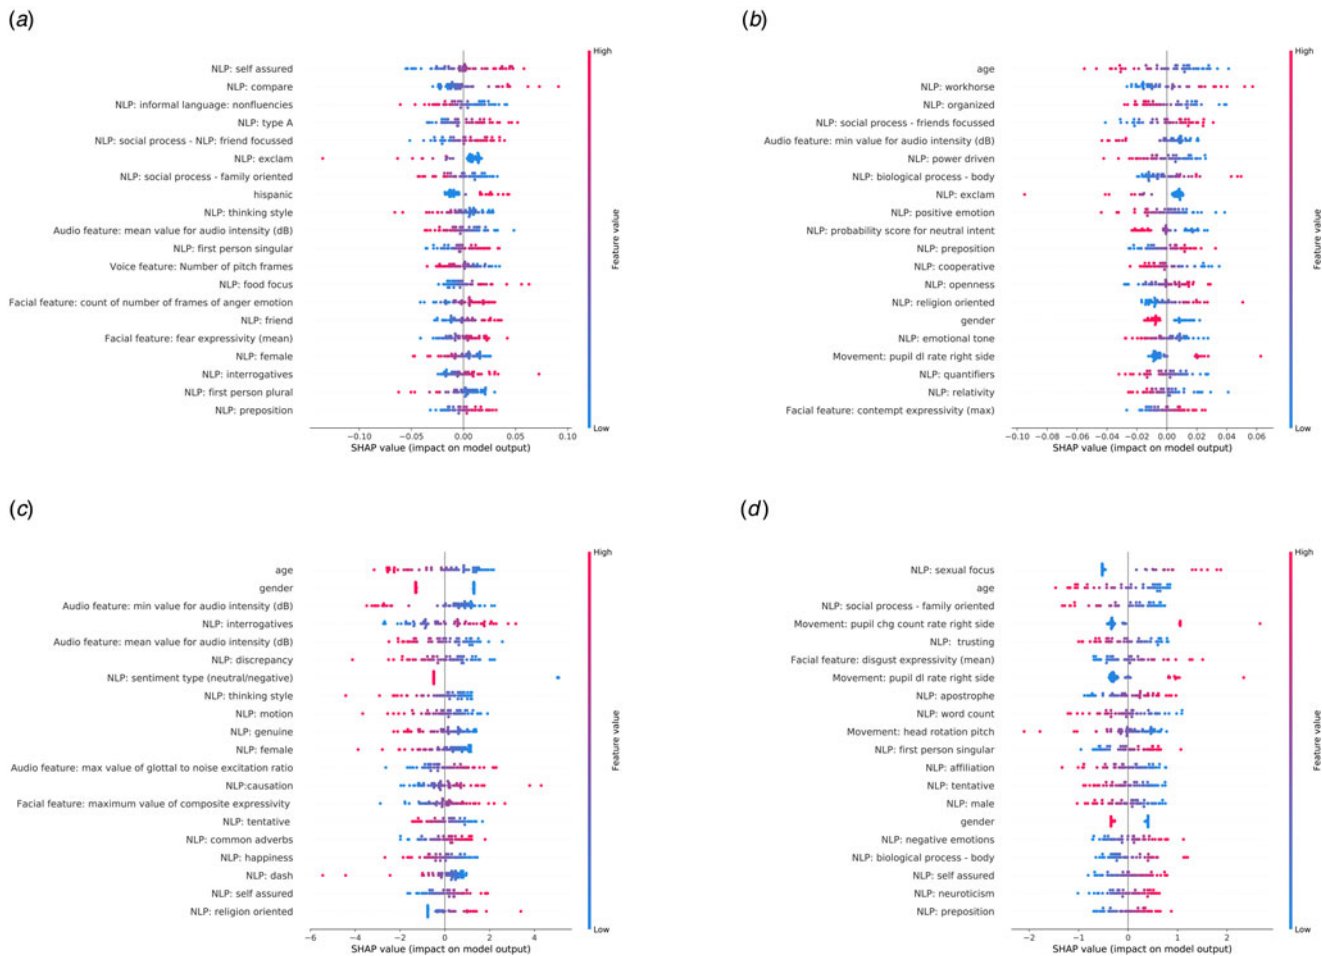 (a)
High
NLP: self assured
NLP: compare
NLP: informal language: nonfluencies
NLP: type A
NLP: social process - NLP: friend focussed
NLP: exclam
NLP: social process - family oriented
hispanic
NLP: thinking style
Audio feature: mean value for audio intensity (dB)
NLP: first person singular
Voice feature: Number of pitch frames
NLP: food focus
Facial feature: count of number of frames of anger emotion
NLP: friend
Facial feature: fear expressivity (mean)
NLP: female
NLP: interrogatives
NLP: first person plural
NLP: preposition
Feature value
Low
−0.10 −0.05 0.00 0.05 0.10
SHAP value (impact on model output)
(b)
High
age
NLP: workhorse
NLP: organized
NLP: social process - friends focussed
Audio feature: min value for audio intensity (dB)
NLP: power driven
NLP: biological process - body
NLP: exclam
NLP: positive emotion
NLP: probability score for neutral intent
NLP: preposition
NLP: cooperative
NLP: openness
NLP: religion oriented
gender
NLP: emotional tone
Movement: pupil dl rate right side
NLP: quantifiers
NLP: relativity
Facial feature: contempt expressivity (max)
Feature value
Low
−0.10 −0.08 −0.06 −0.04 −0.02 0.00 0.02 0.04 0.06
SHAP value (impact on model output)
(c)
High
age
gender
Audio feature: min value for audio intensity (dB)
NLP: interrogatives
Audio feature: mean value for audio intensity (dB)
NLP: discrepancy
NLP: sentiment type (neutral/negative)
NLP: thinking style
NLP: motion
NLP: genuine
NLP: female
Audio feature: max value of glottal to noise excitation ratio
NLP:causation
Facial feature: maximum value of composite expressivity
NLP: tentative
NLP: common adverbs
NLP: happiness
NLP: dash
NLP: self assured
NLP: religion oriented
Feature value
Low
−6 −4 −2 0 2 4
SHAP value (impact on model output)
(d)
High
NLP: sexual focus
age
NLP: social process - family oriented
Movement: pupil chg count rate right side
NLP: trusting
Facial feature: disgust expressivity (mean)
Movement: pupil dl rate right side
NLP: apostrophe
NLP: word count
Movement: head rotation pitch
NLP: first person singular
NLP: affiliation
NLP: tentative
NLP: male
gender
NLP: negative emotions
NLP: biological process - body
NLP: self assured
NLP: neuroticism
NLP: preposition
Feature value
Low
−2 −1 0 1 2
SHAP value (impact on model output)